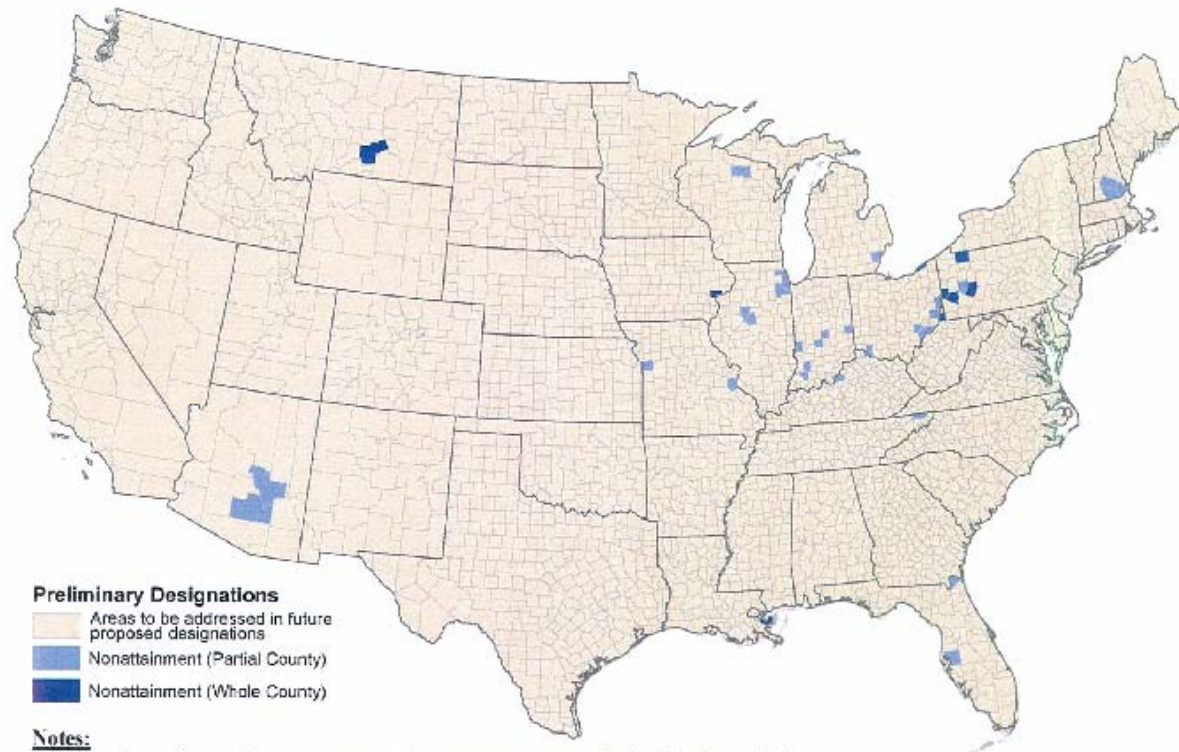 Preliminary Designations
Areas to be addressed in future
proposed designations
Nonattainment (Partial County)
Nonattainment (Whole County)
Notes: